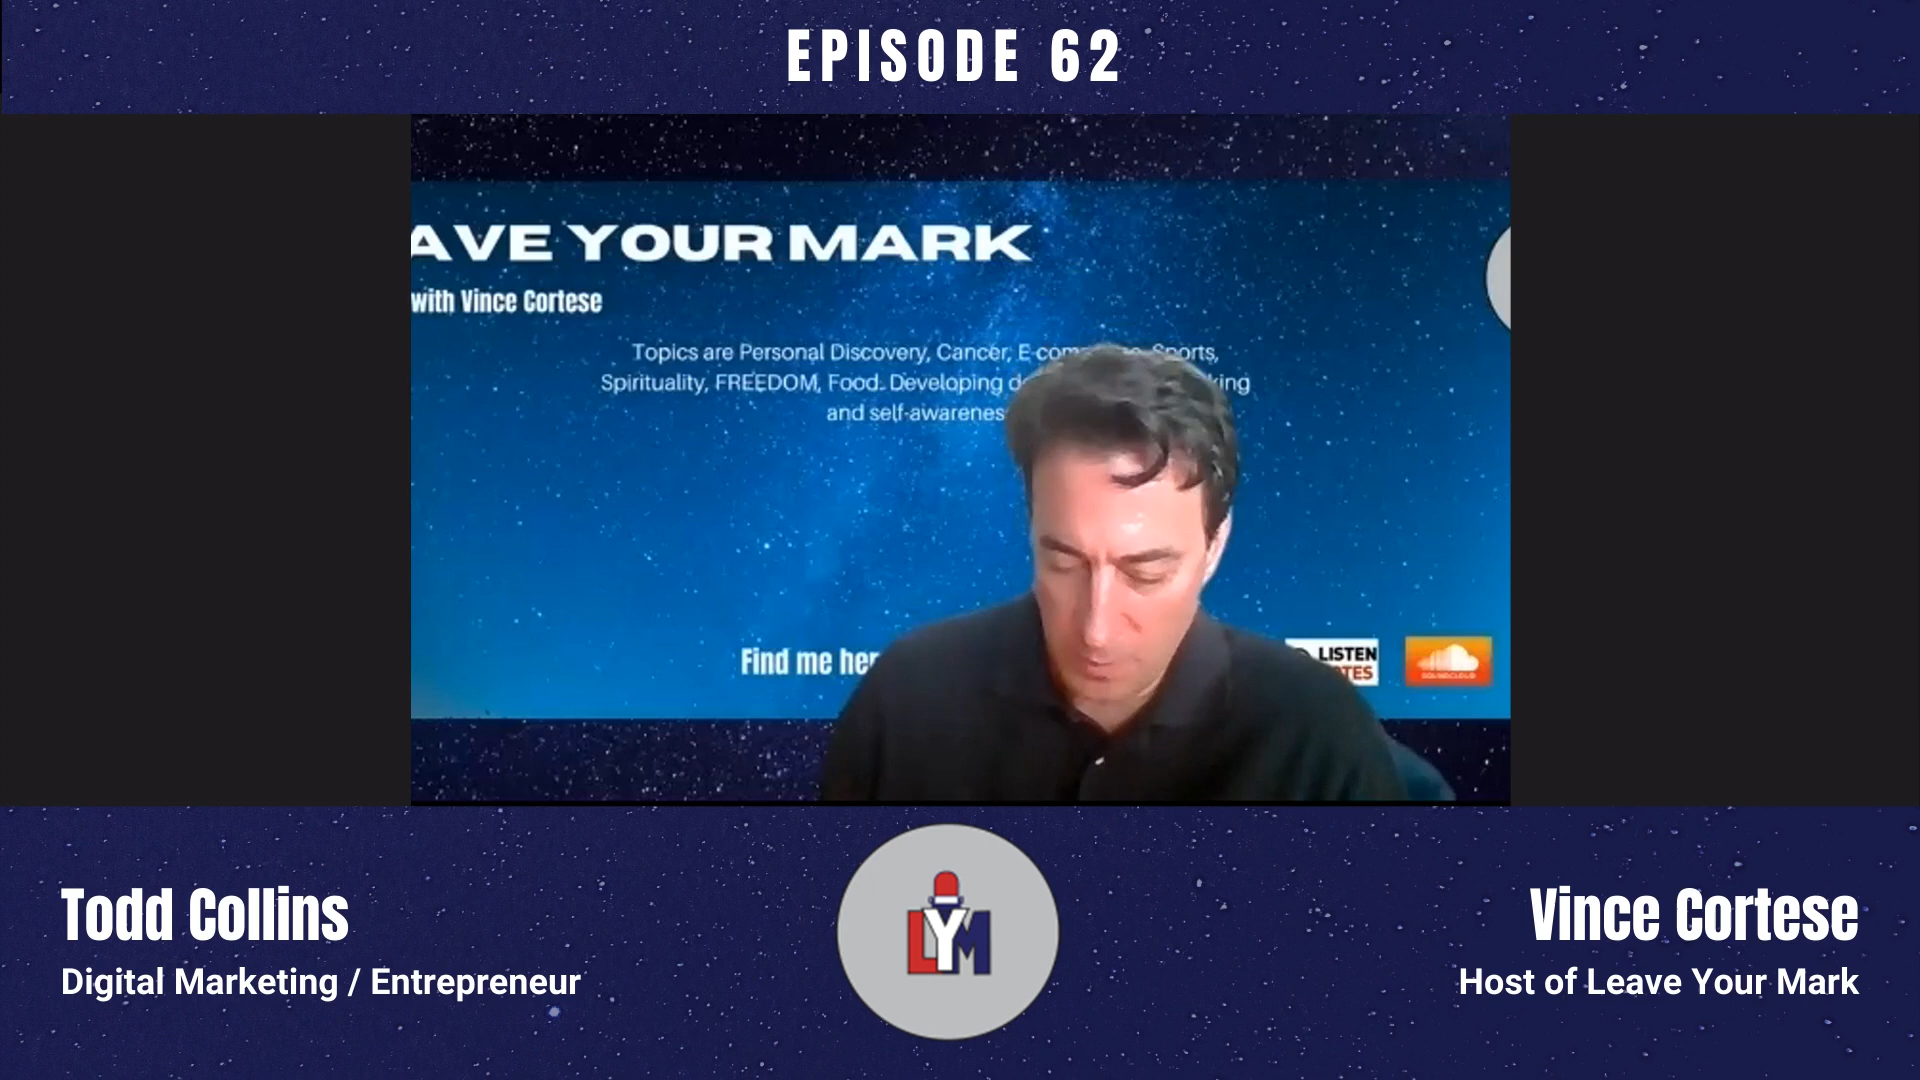 EPISODE 62
AVE YOUR MARK
with Vince Cortese
Topics are Personal Discovery, Cancer, Sports,
Spirituality, FREEDOM, Food. Developing
and self-awarenes
Find me her
LISTEN
TES
SOUNDCLOUD
LYM
Todd Collins
Digital Marketing / Entrepreneur
Vince Cortese
Host of Leave Your Mark